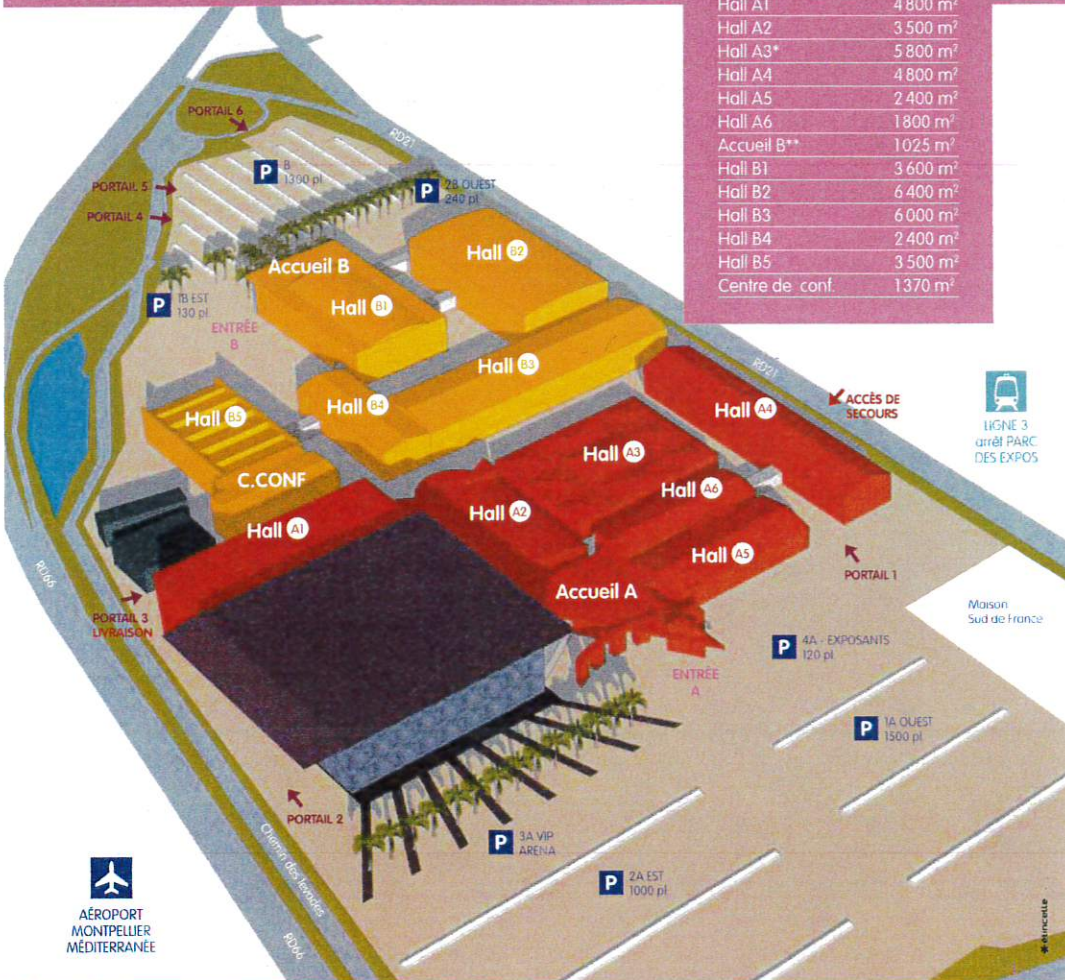 Hall A1 4 800 m²
Hall A2 3 500 m²
Hall A3* 5 800 m²
Hall A4 4 800 m²
Hall A5 2 400 m²
Hall A6 1 800 m²
Accueil B** 1 025 m²
Hall B1 3 600 m²
Hall B2 6 400 m²
Hall B3 6 000 m²
Hall B4 2 400 m²
Hall B5 3 500 m²
Centre de conf. 1 370 m²
PORTAIL 6
RD21
P B
1300 pl
PORTAIL 5
P 2B OUEST
240 pl
PORTAIL 4
Accueil B
Hall B2
P 1B EST
130 pl
Hall B1
ENTRÉE
B
Hall B3
RD21
Hall B4
Hall B5
Hall A4
ACCÈS DE
SECOURS
LIGNE 3
arrêt PARC
DES EXPOS
Hall A3
C.CONF
Hall A6
Hall A2
Hall A1
Hall A5
RD66
PORTAIL 1
Accueil A
PORTAIL 3
LIVRAISON
Maison
Sud de France
P 4A - EXPOSANTS
120 pl
ENTRÉE
A
P 1A OUEST
1500 pl
PORTAIL 2
P 3A VIP
ARENA
P 2A EST
1000 pl
Chemin des levades
RD66
AÉROPORT
MONTPELLIER
MÉDITERRANÉE
étincelle